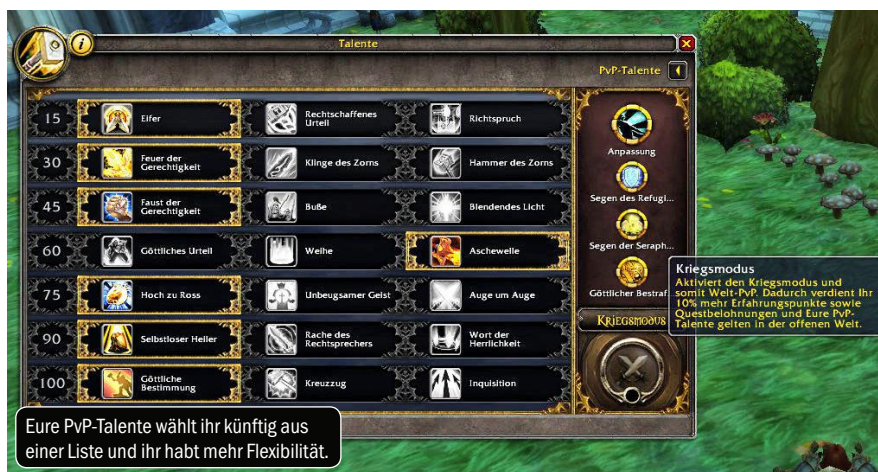 Talente
PvP-Talente
15
Eifer
Rechtschaffenes
Urteil
Richtspruch
30
Feuer der
Gerechtigkeit
Klinge des Zorns
Hammer des Zorns
45
Faust der
Gerechtigkeit
Buße
Blendendes Licht
60
Göttliches Urteil
Weihe
Aschewelle
75
Hoch zu Ross
Unbeugsamer Geist
Auge um Auge
90
Selbstloser Heiler
Rache des
Rechtsprechers
Wort der
Herrlichkeit
100
Göttliche
Bestimmung
Kreuzzug
Inquisition
Anpassung
Segen des Refugi...
Segen der Seraph...
Göttlicher Bestraf...
KRIEGSMODUS
Kriegsmodus
Aktiviert den Kriegsmodus und
somit Welt-PvP. Dadurch verdient Ihr
10% mehr Erfahrungspunkte sowie
Questbelohnungen und Eure PvP-
Talente gelten in der offenen Welt.
Eure PvP-Talente wählt ihr künftig aus
einer Liste und ihr habt mehr Flexibilität.